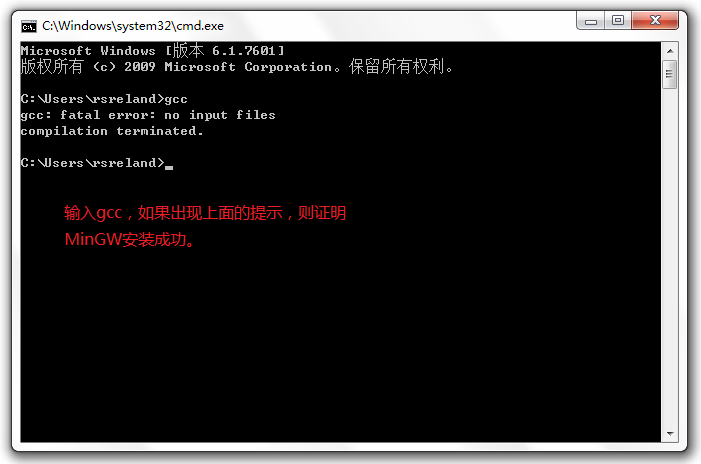 C:\Windows\system32\cmd.exe
Microsoft Windows [版本 6.1.7601]
版权所有 (c) 2009 Microsoft Corporation。保留所有权利。
C:\Users\rsreland>gcc
gcc: fatal error: no input files
compilation terminated.
C:\Users\rsreland>_
输入gcc，如果出现上面的提示，则证明
MinGW安装成功。